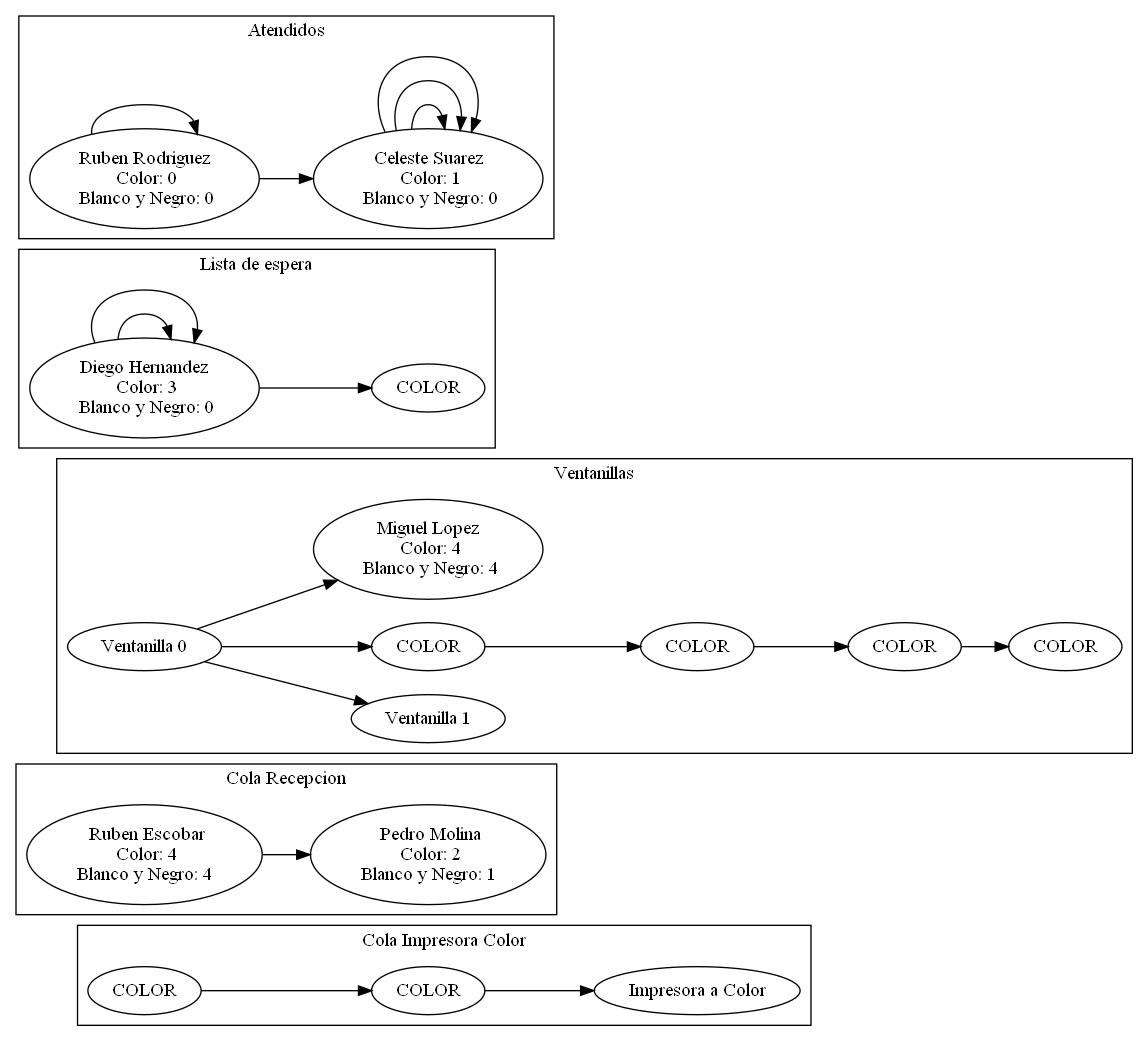 Atendidos
Ruben Rodriguez
Color: 0
Blanco y Negro: 0
Celeste Suarez
Color: 1
Blanco y Negro: 0
Lista de espera
Diego Hernandez
Color: 3
Blanco y Negro: 0
COLOR
Ventanillas
Miguel Lopez
Color: 4
Blanco y Negro: 4
Ventanilla 0
COLOR
COLOR
COLOR
COLOR
Ventanilla 1
Cola Recepcion
Ruben Escobar
Color: 4
Blanco y Negro: 4
Pedro Molina
Color: 2
Blanco y Negro: 1
Cola Impresora Color
COLOR
COLOR
Impresora a Color